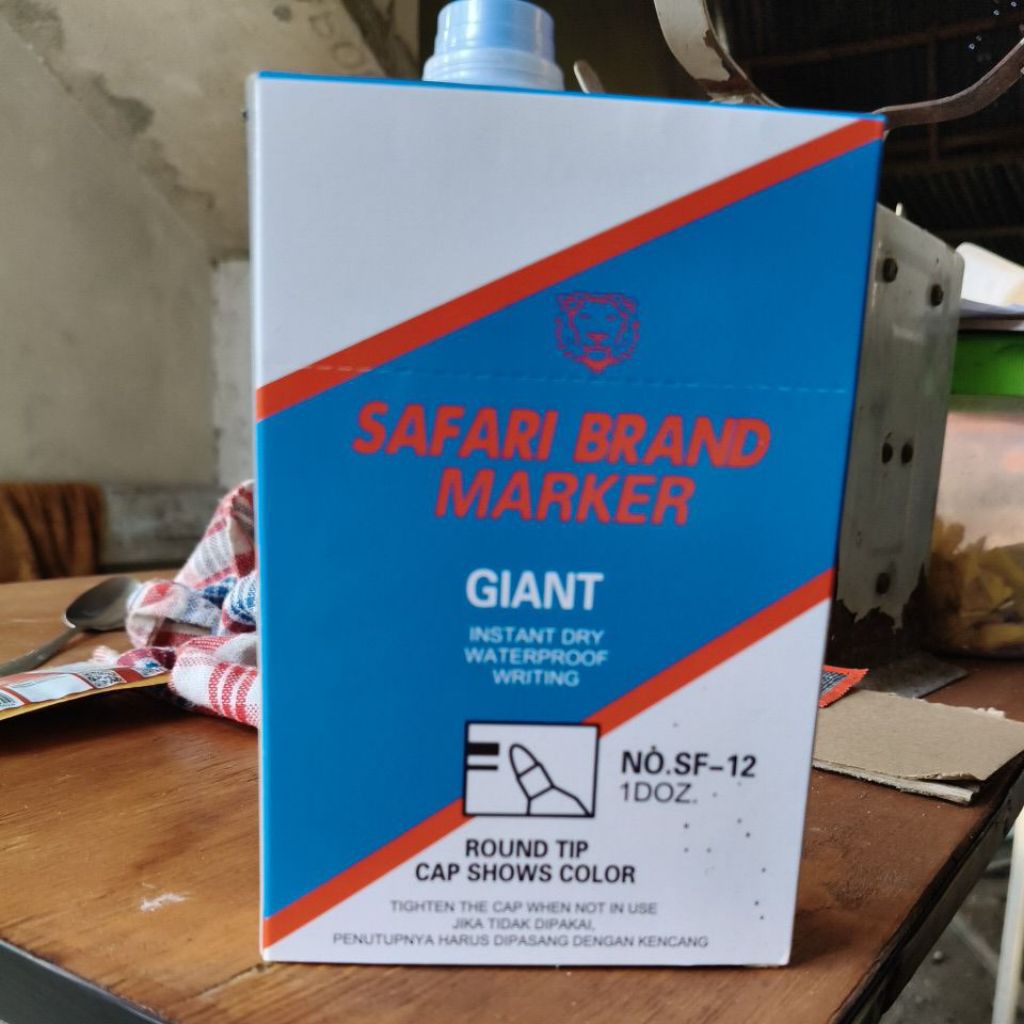 SAFARI BRAND
MARKER
GIANT
INSTANT DRY
WATERPROOF
WRITING
NO.SF-12
1DOZ.
ROUND TIP
CAP SHOWS COLOR
TIGHTEN THE CAP WHEN NOT IN USE
JIKA TIDAK DIPAKAI,
PENUTUPNYA HARUS DIPASANG DENGAN KENCANG